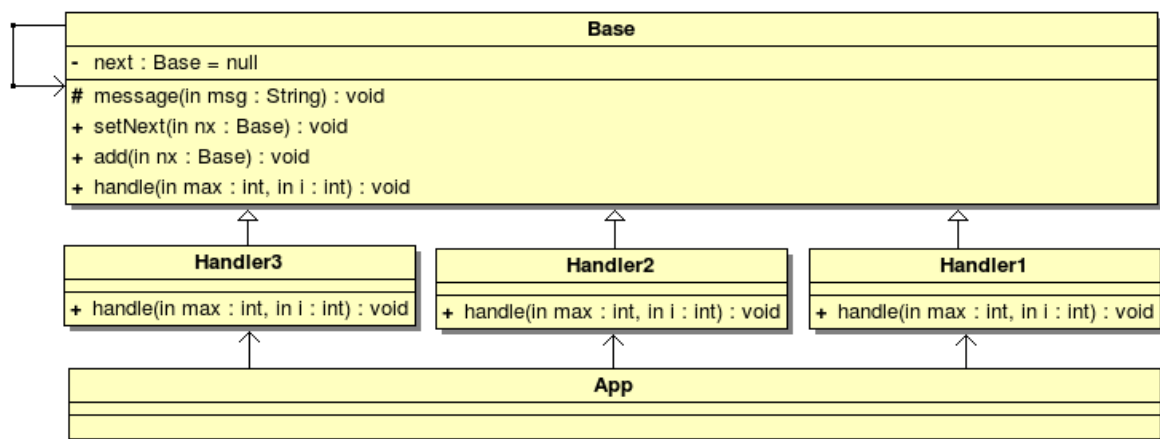 Base
- next : Base = null
# message(in msg : String) : void
+ setNext(in nx : Base) : void
+ add(in nx : Base) : void
+ handle(in max : int, in i : int) : void
Handler3
+ handle(in max : int, in i : int) : void
Handler2
+ handle(in max : int, in i : int) : void
Handler1
+ handle(in max : int, in i : int) : void
App